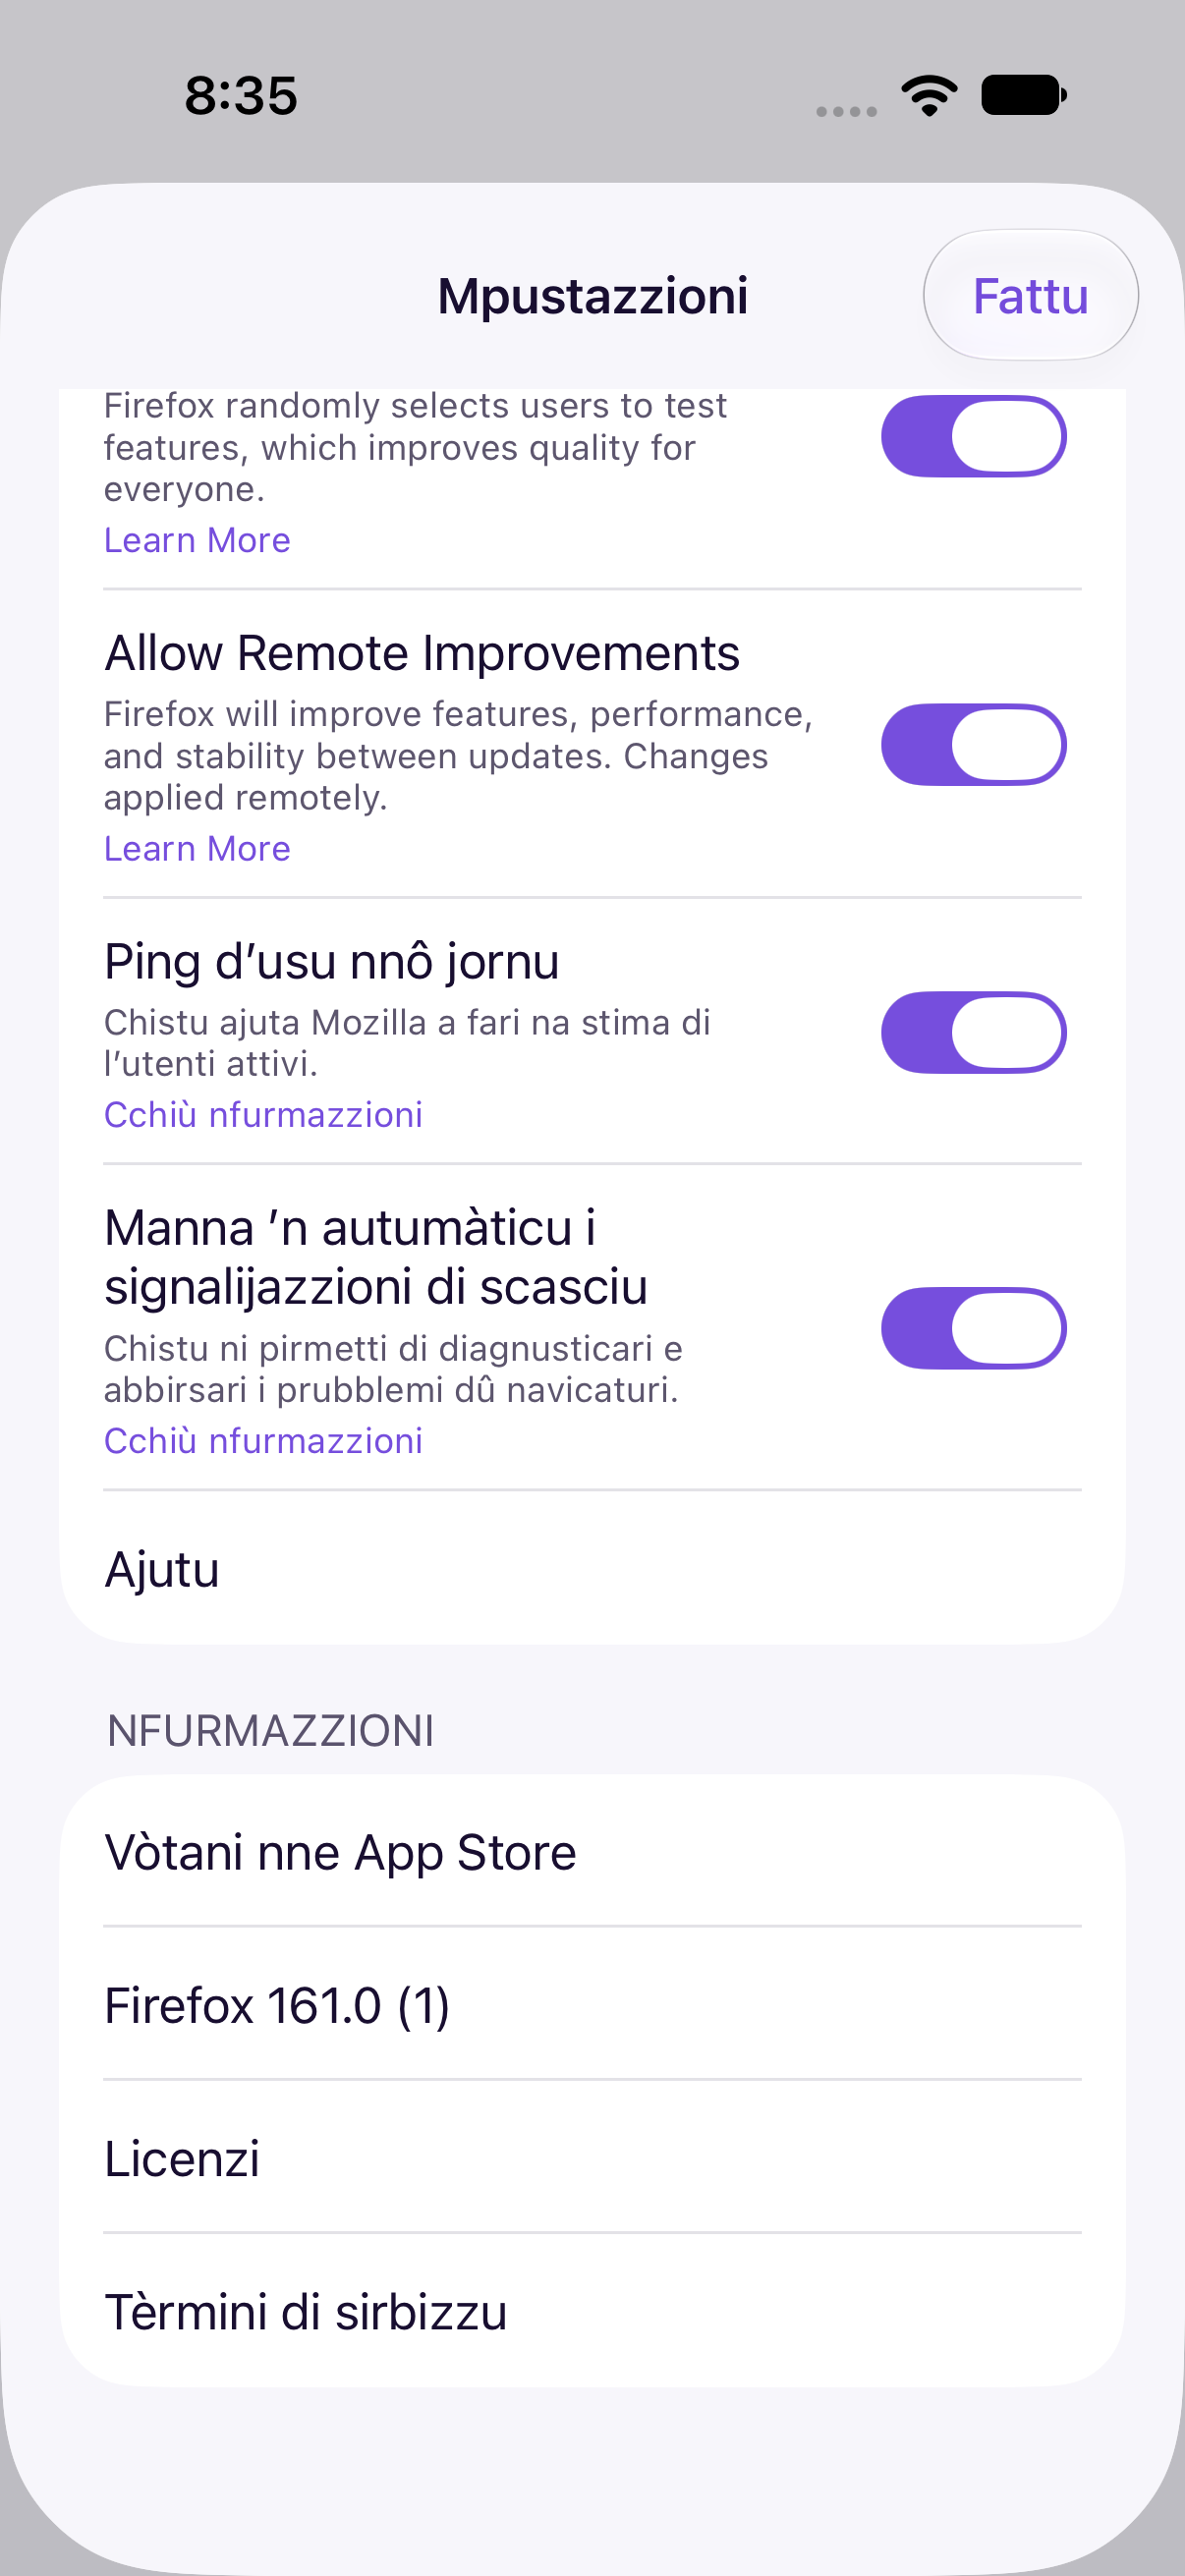 8:35
Mpustazzioni
Fattu
Firefox randomly selects users to test
features, which improves quality for
everyone.
Learn More
Allow Remote Improvements
Firefox will improve features, performance,
and stability between updates. Changes
applied remotely.
Learn More
Ping d’usu nnô jornu
Chistu ajuta Mozilla a fari na stima di
l’utenti attivi.
Cchiù nfurmazzioni
Manna ’n autumàticu i
signalijazzioni di scasciu
Chistu ni pirmetti di diagnusticari e
abbirsari i prubblemi dû navicaturi.
Cchiù nfurmazzioni
Ajutu
NFURMAZZIONI
Vòtani nne App Store
Firefox 161.0 (1)
Licenzi
Tèrmini di sirbizzu